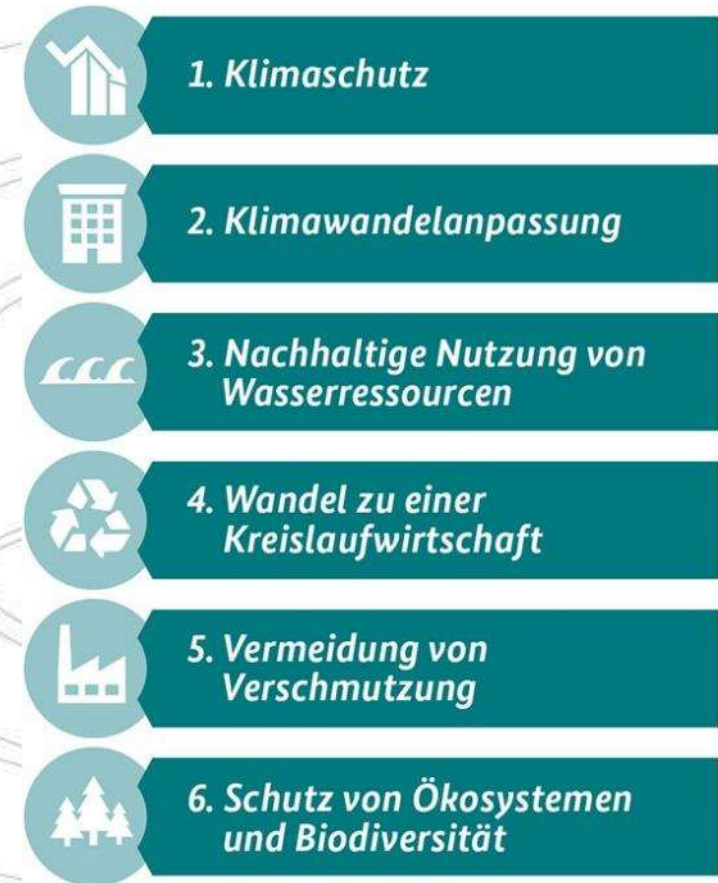 1. Klimaschutz
2. Klimawandelanpassung
3. Nachhaltige Nutzung von
Wasserressourcen
4. Wandel zu einer
Kreislaufwirtschaft
5. Vermeidung von
Verschmutzung
6. Schutz von Ökosystemen
und Biodiversität